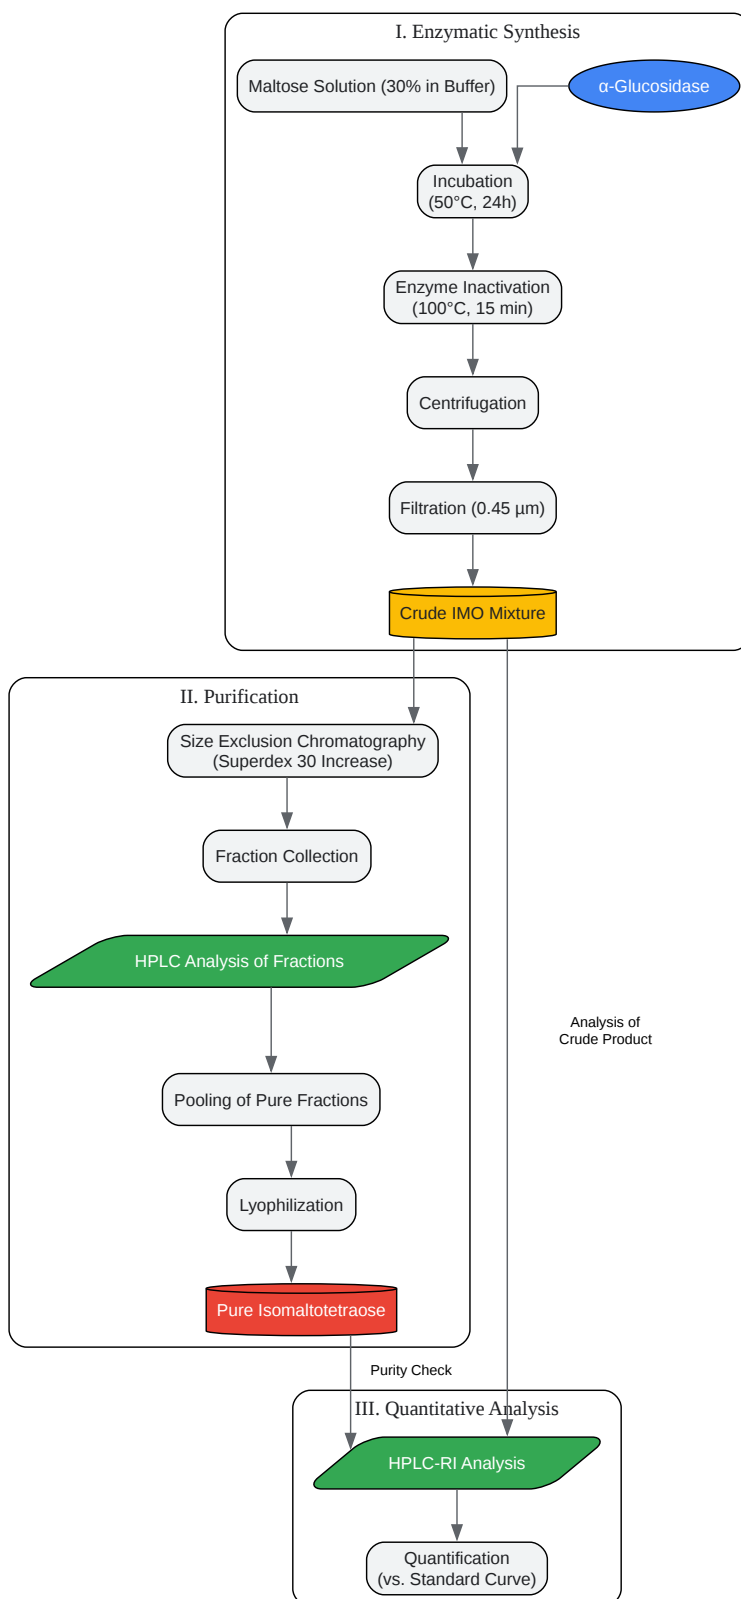 I. Enzymatic Synthesis
Maltose Solution (30% in Buffer)
α-Glucosidase
Incubation
(50°C, 24h)
Enzyme Inactivation
(100°C, 15 min)
Centrifugation
Filtration (0.45 µm)
Crude IMO Mixture
II. Purification
Size Exclusion Chromatography
(Superdex 30 Increase)
Fraction Collection
HPLC Analysis of Fractions
Analysis of
Crude Product
Pooling of Pure Fractions
Lyophilization
Pure Isomaltotetraose
Purity Check
III. Quantitative Analysis
HPLC-RI Analysis
Quantification
(vs. Standard Curve)